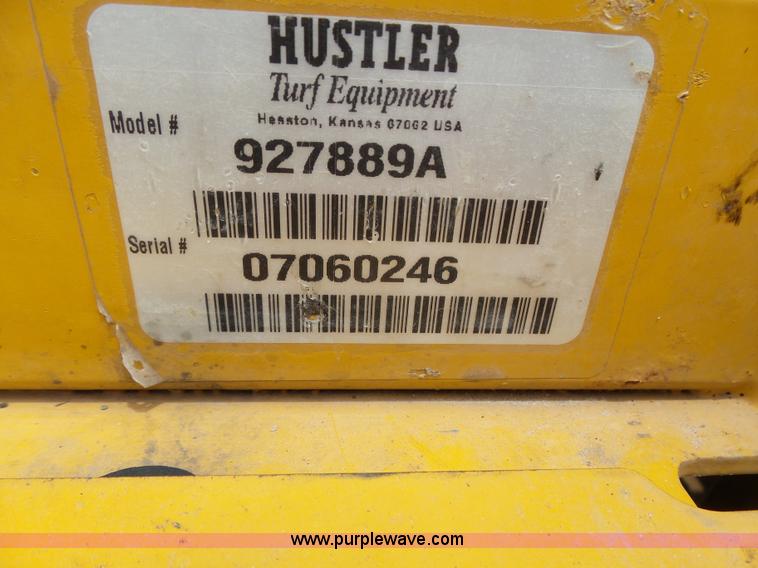 HUSTLER
Turf Equipment
Hesston, Kansas 67062 USA
Model #
927889A
Serial #
07060246
www.purplewave.com